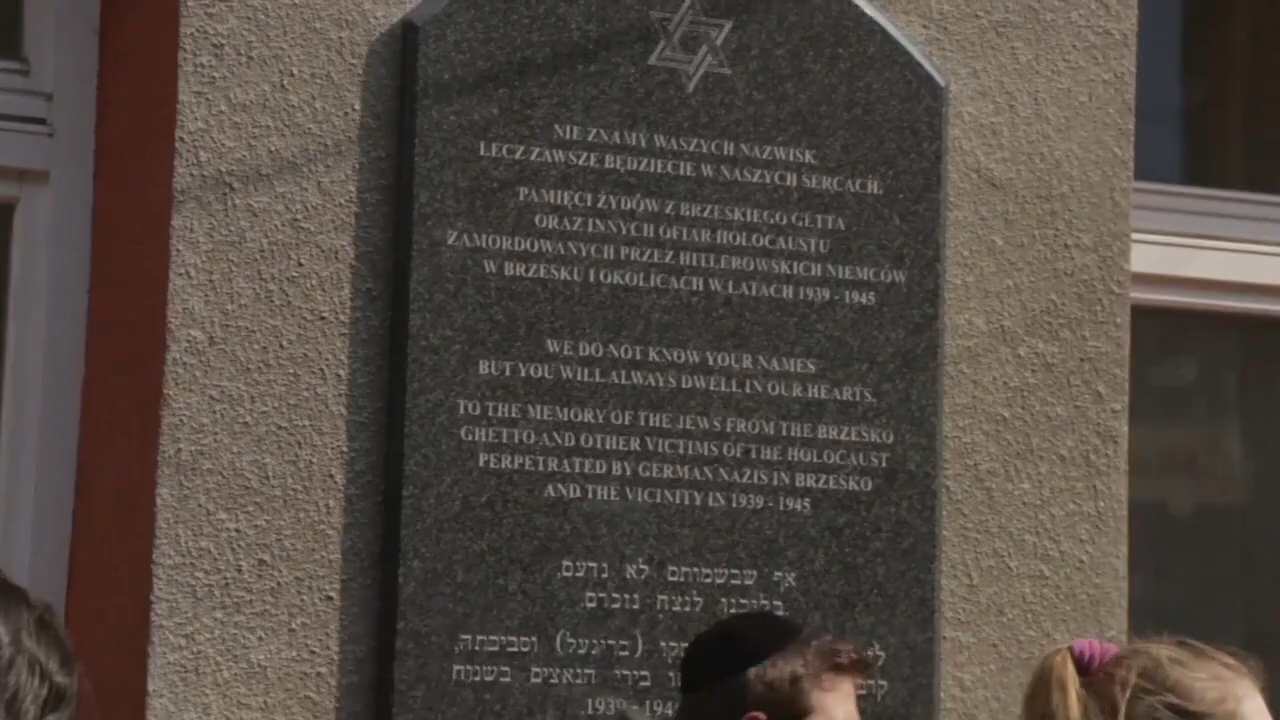 NIE ZNAMY WASZYCH NAZWISK
LECZ ZAWSZE BĘDZIECIE W NASZYCH SERCACH.
PAMIĘCI ŻYDÓW Z BRZESKIEGO GETTA
ORAZ INNYCH OFIAR HOLOCAUSTU
ZAMORDOWANYCH PRZEZ HITLEROWSKICH NIEMCÓW
W BRZESKU I OKOLICACH W LATACH 1939 - 1945
WE DO NOT KNOW YOUR NAMES
BUT YOU WILL ALWAYS DWELL IN OUR HEARTS.
TO THE MEMORY OF THE JEWS FROM THE BRZESKO
GHETTO AND OTHER VICTIMS OF THE HOLOCAUST
PERPETRATED BY GERMAN NAZIS IN BRZESKO
AND THE VICINITY IN 1939 - 1945
אף שבשמותם לא נדעם,
בליבנו לנצח נזכרם.
(בריגעל) וסביבתה,
בידי הנאצים בשנות